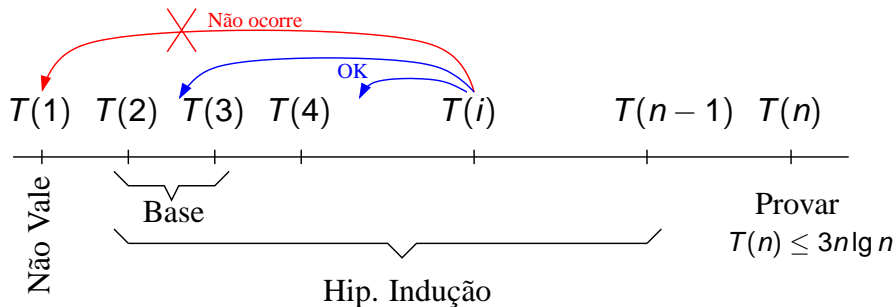 Não ocorre
OK
T(1) T(2) T(3) T(4) T(i) T(n − 1) T(n)
Não Vale
Base
Provar
T(n) ≤ 3n lg n
Hip. Indução